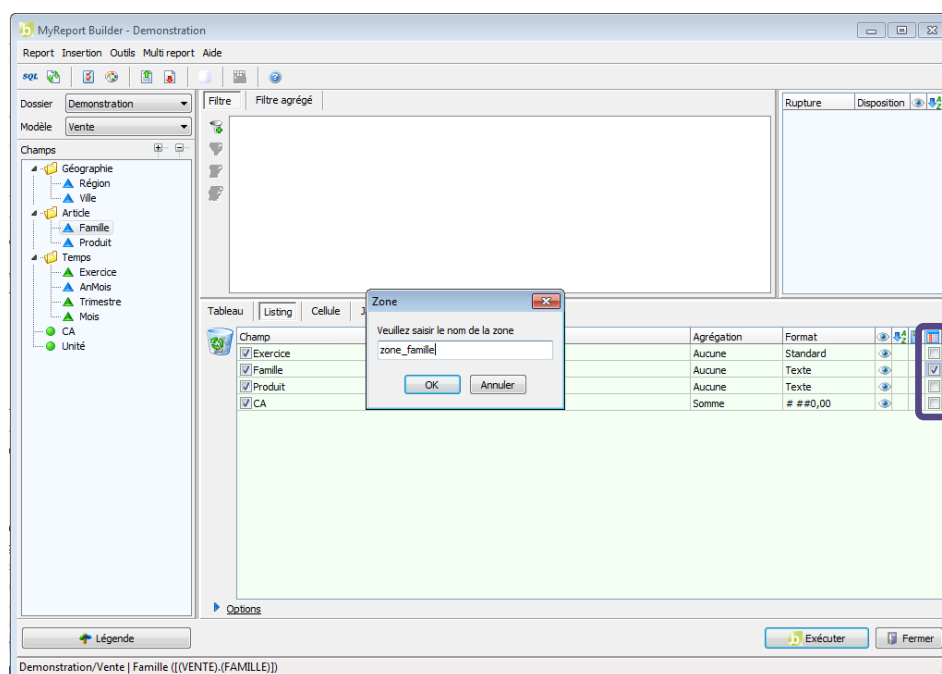 MyReport Builder - Demonstration
Report Insertion Outils Multi report Aide
SQL
Dossier Demonstration
Modèle Vente
Champs
Géographie
Région
Ville
Article
Famille
Produit
Temps
Exercice
AnMois
Trimestre
Mois
CA
Unité
Filtre Filtre agrégé
Rupture Disposition
Tableau Listing Cellule
Champ Agrégation Format
Exercice Aucune Standard
Famille Aucune Texte
Produit Aucune Texte
CA Somme # ##0,00
Zone
Veuillez saisir le nom de la zone
zone_famille
OK Annuler
Options
Légende
Exécuter Fermer
Demonstration/Vente | Famille ([(VENTE).(FAMILLE)])